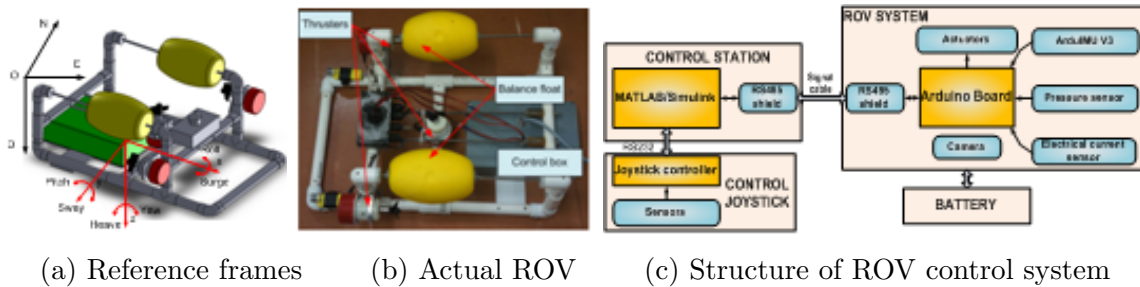 N
O
E
D
Roll
Surge
Pitch
Sway
Yaw
Heave
z
Thrusters
Balance float
Control box
CONTROL STATION
MATLAB/Simulink
RS485
shield
RS232
Joystick controller
Sensors
CONTROL
JOYSTICK
Signal
cable
ROV SYSTEM
Actuators
ArduIMU V3
RS485
shield
Arduino Board
Pressure sensor
Camera
Electrical current
sensor
BATTERY
(a) Reference frames
(b) Actual ROV
(c) Structure of ROV control system